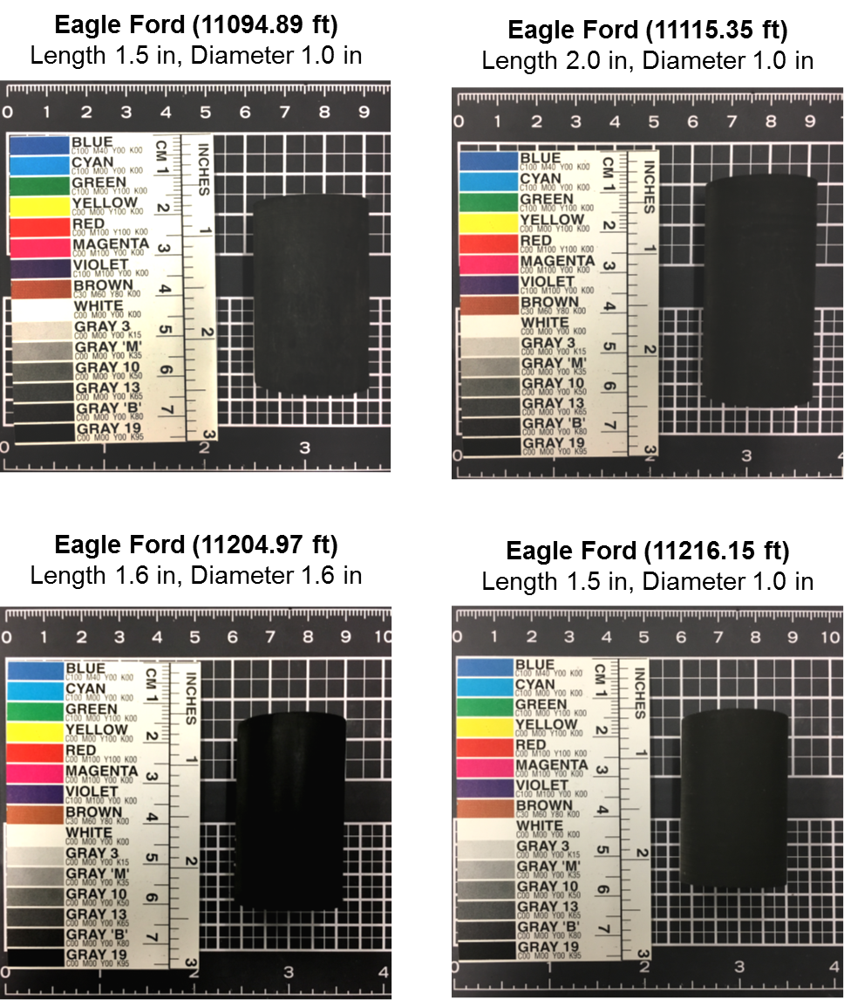 Eagle Ford (11094.89 ft)
Length 1.5 in, Diameter 1.0 in
0 1 2 3 4 5 6 7 8 9
BLUE
C100 M40 Y00 K00
CYAN
C100 M00 Y00 K00
GREEN
C100 M00 Y100 K00
YELLOW
C00 M00 Y100 K00
RED
C00 M100 Y100 K00
MAGENTA
C00 M100 Y00 K00
VIOLET
C100 M100 Y00 K00
BROWN
C30 M60 Y80 K00
WHITE
C00 M00 Y00 K00
GRAY 3
C00 M00 Y00 K15
GRAY 'M'
C00 M00 Y00 K35
GRAY 10
C00 M00 Y00 K50
GRAY 13
C00 M00 Y00 K65
GRAY 'B'
C00 M00 Y00 K80
GRAY 19
C00 M00 Y00 K95
CM 1 2 3 4 5 6 7
INCHES 1 2 3
0 2 3
Eagle Ford (11115.35 ft)
Length 2.0 in, Diameter 1.0 in
0 1 2 3 4 5 6 7 8 9
BLUE
C100 M40 Y00 K00
CYAN
C100 M00 Y00 K00
GREEN
C100 M00 Y100 K00
YELLOW
C00 M00 Y100 K00
RED
C00 M100 Y100 K00
MAGENTA
C00 M100 Y00 K00
VIOLET
C100 M100 Y00 K00
BROWN
C30 M60 Y80 K00
WHITE
C00 M00 Y00 K00
GRAY 3
C00 M00 Y00 K15
GRAY 'M'
C00 M00 Y00 K35
GRAY 10
C00 M00 Y00 K50
GRAY 13
C00 M00 Y00 K65
GRAY 'B'
C00 M00 Y00 K80
GRAY 19
C00 M00 Y00 K95
CM 1 2 3 4 5 6 7
INCHES 1 2 3
0 2 3 4
Eagle Ford (11204.97 ft)
Length 1.6 in, Diameter 1.6 in
0 1 2 3 4 5 6 7 8 9 10
BLUE
C100 M40 Y00 K00
CYAN
C100 M00 Y00 K00
GREEN
C100 M00 Y100 K00
YELLOW
C00 M00 Y100 K00
RED
C00 M100 Y100 K00
MAGENTA
C00 M100 Y00 K00
VIOLET
C100 M100 Y00 K00
BROWN
C30 M60 Y80 K00
WHITE
C00 M00 Y00 K00
GRAY 3
C00 M00 Y00 K15
GRAY 'M'
C00 M00 Y00 K35
GRAY 10
C00 M00 Y00 K50
GRAY 13
C00 M00 Y00 K65
GRAY 'B'
C00 M00 Y00 K80
GRAY 19
C00 M00 Y00 K95
CM 1 2 3 4 5 6 7
INCHES 1 2 3
0 2 3 4
Eagle Ford (11216.15 ft)
Length 1.5 in, Diameter 1.0 in
0 1 2 3 4 5 6 7 8 9 10
BLUE
C100 M40 Y00 K00
CYAN
C100 M00 Y00 K00
GREEN
C100 M00 Y100 K00
YELLOW
C00 M00 Y100 K00
RED
C00 M100 Y100 K00
MAGENTA
C00 M100 Y00 K00
VIOLET
C100 M100 Y00 K00
BROWN
C30 M60 Y80 K00
WHITE
C00 M00 Y00 K00
GRAY 3
C00 M00 Y00 K15
GRAY 'M'
C00 M00 Y00 K35
GRAY 10
C00 M00 Y00 K50
GRAY 13
C00 M00 Y00 K65
GRAY 'B'
C00 M00 Y00 K80
GRAY 19
C00 M00 Y00 K95
CM 1 2 3 4 5 6 7
INCHES 1 2 3
0 2 3 4